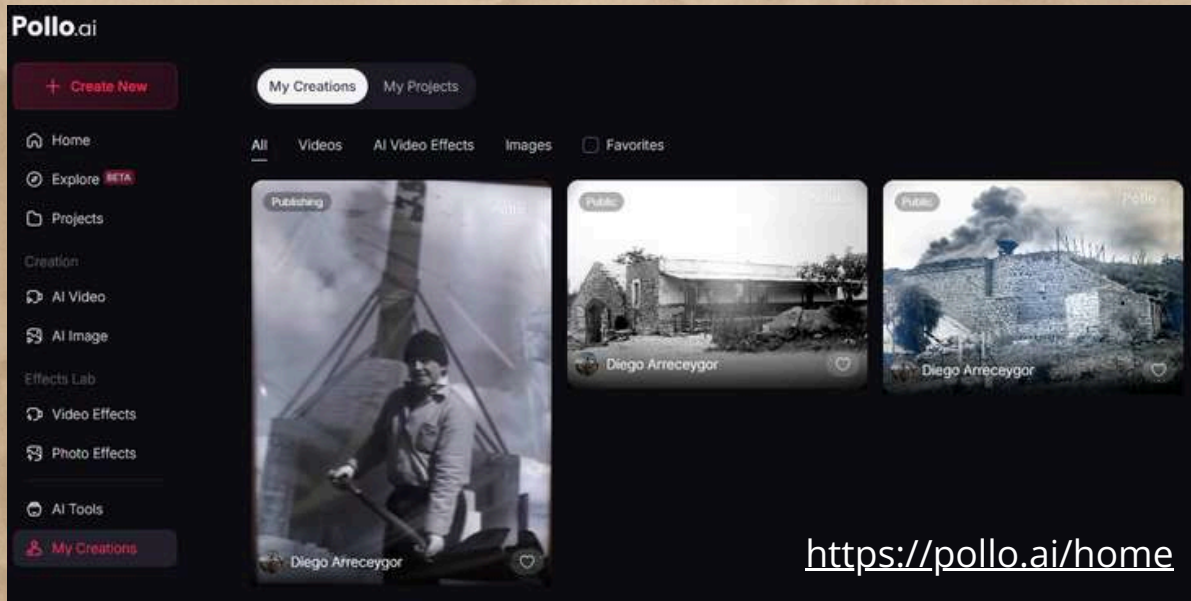 Pollo.ai
+ Create New
Home
Explore BETA
Projects
Creation
AI Video
AI Image
Effects Lab
Video Effects
Photo Effects
AI Tools
My Creations
My Creations My Projects
All Videos AI Video Effects Images Favorites
Publishing
Public
Public
Pollo
Diego Arreceygor
Diego Arreceygor
Diego Arreceygor
https://pollo.ai/home